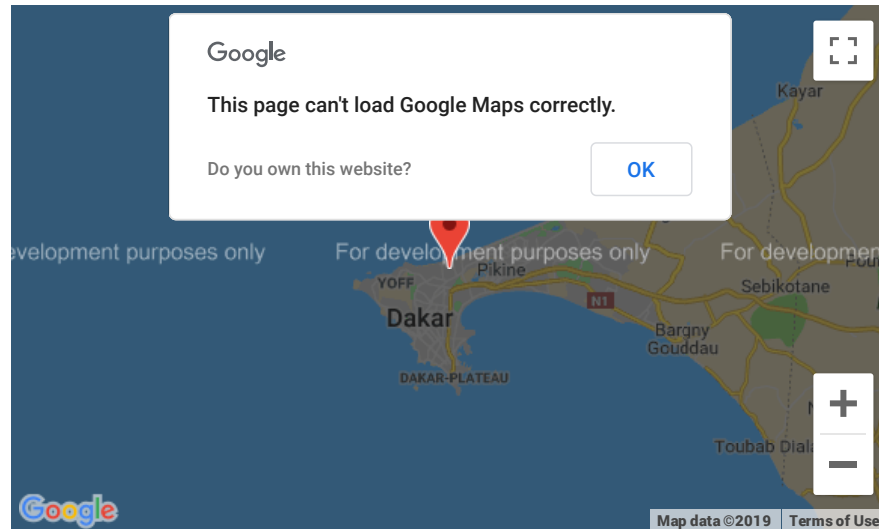 Google
This page can't load Google Maps correctly.
Do you own this website?
OK
Kayar
evelopment purposes only
For development purposes only
For developmen
Pikine
Sebikotane
YOFF
N1
Dakar
Bargny
Gouddau
DAKAR-PLATEAU
Toubab Dial
Google
Map data ©2019
Terms of Use